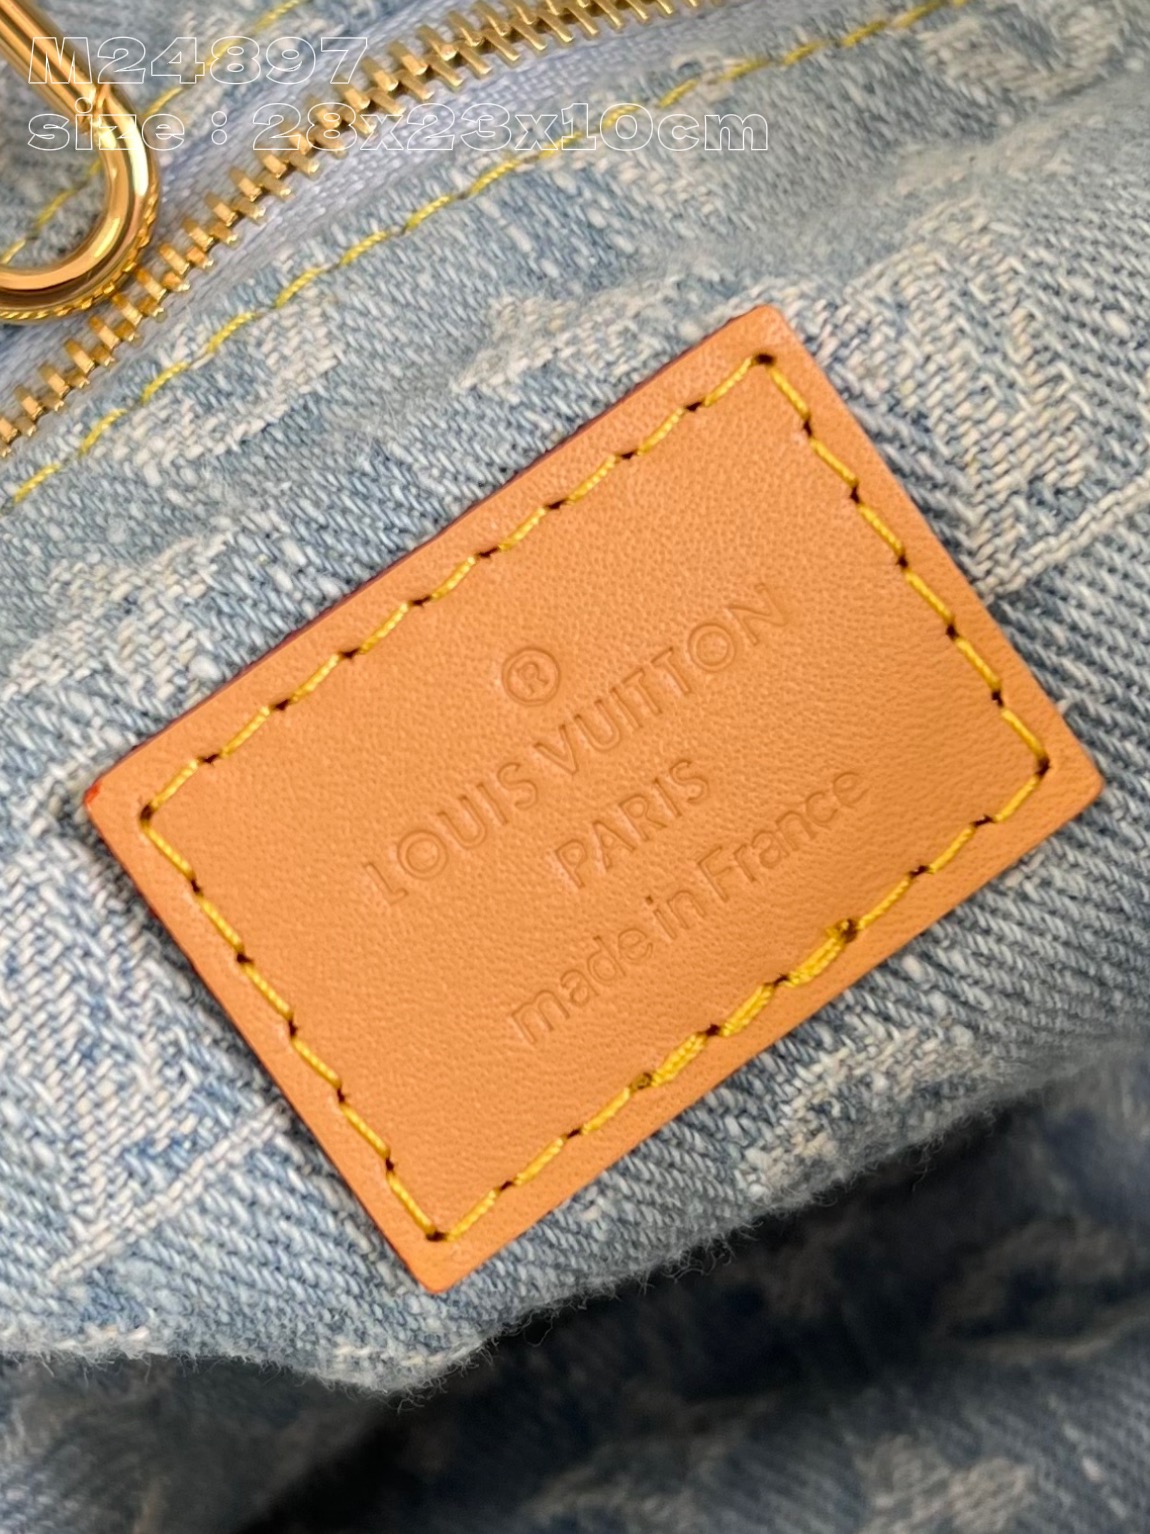 M24897
size : 28x23x10cm
®
LOUIS VUITTON
PARIS
made in France